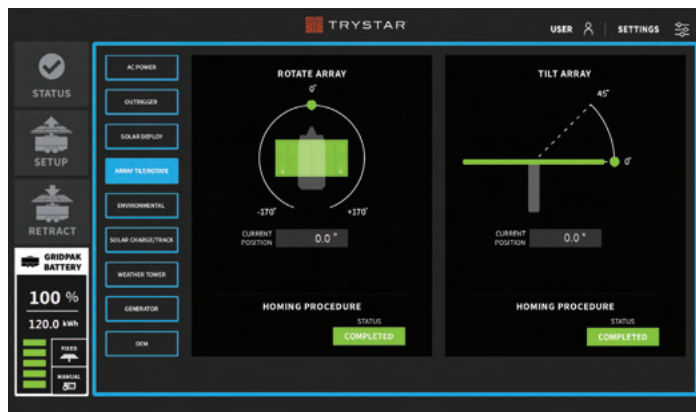 TRYSTAR
USER
SETTINGS
STATUS
SETUP
RETRACT
GRIDPAK
BATTERY
100 %
120.0 kWh
FIXED
MANUAL
AC POWER
OUTRIGGER
SOLAR DEPLOY
ARRAY TILT/ROTATE
ENVIRONMENTAL
SOLAR CHARGE/TRACK
WEATHER TOWER
GENERATOR
OEM
ROTATE ARRAY
0°
-170°
+170°
CURRENT
POSITION
0.0 °
HOMING PROCEDURE
STATUS
COMPLETED
TILT ARRAY
45°
0°
CURRENT
POSITION
0.0 °
HOMING PROCEDURE
STATUS
COMPLETED